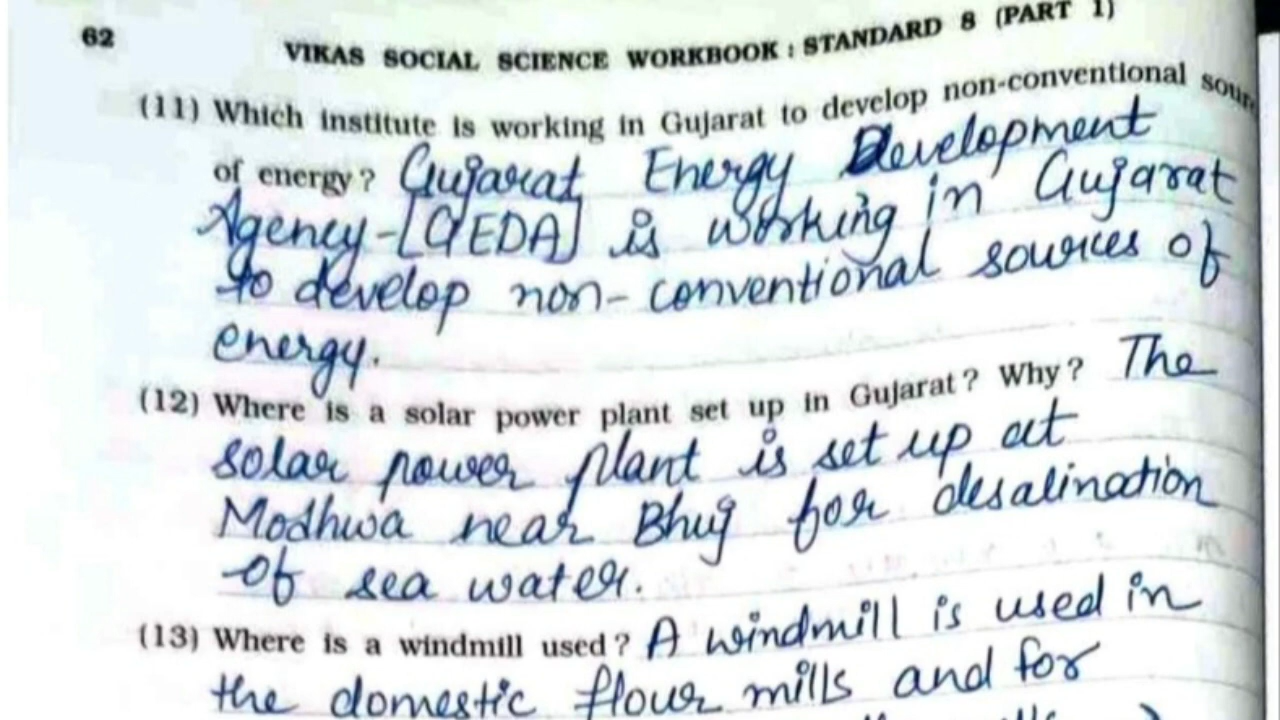 62
VIKAS SOCIAL SCIENCE WORKBOOK : STANDARD 8 (PART 1)
(11) Which institute is working in Gujarat to develop non-conventional sour
of energy? Gujarat Energy Development
Agency-[GEDA] is working in Gujarat
to develop non-conventional sources of
energy.
(12) Where is a solar power plant set up in Gujarat? Why? The
solar power plant is set up at
Modhwa near Bhuj for desalination
of sea water.
(13) Where is a windmill used? A windmill is used in
the domestic flour mills and for